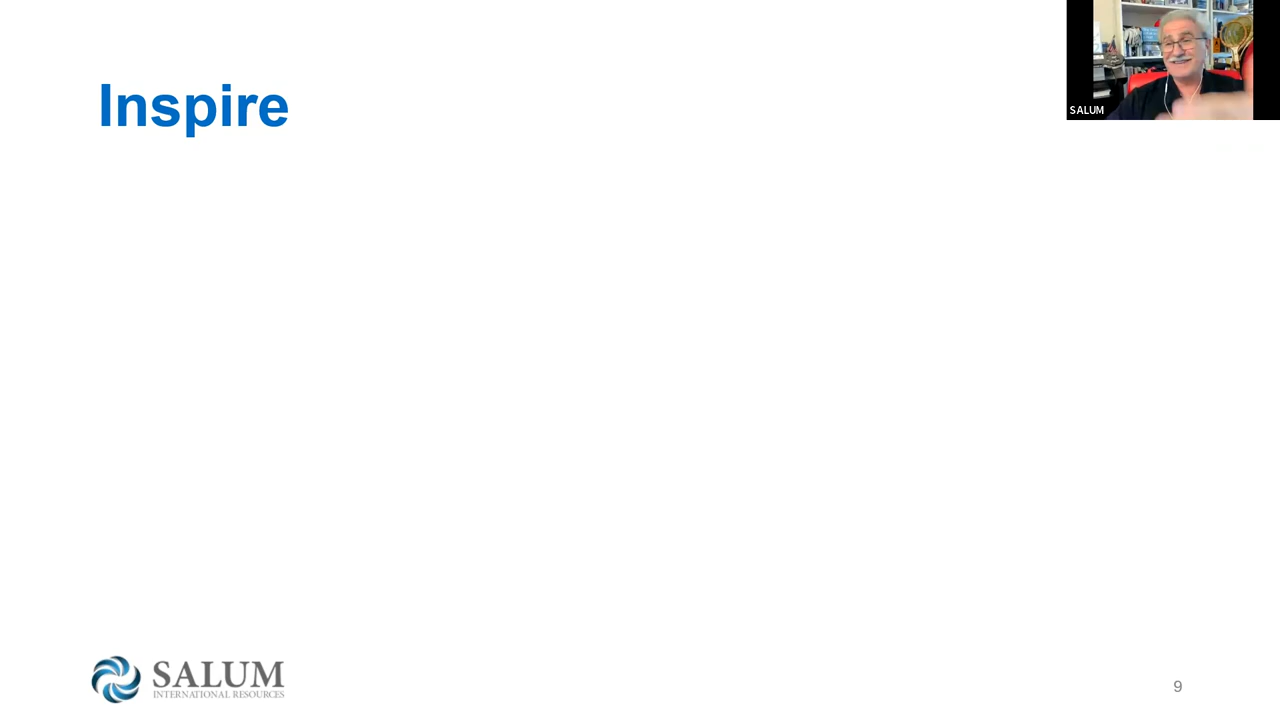 Inspire
SALUM
SALUM
INTERNATIONAL RESOURCES
9